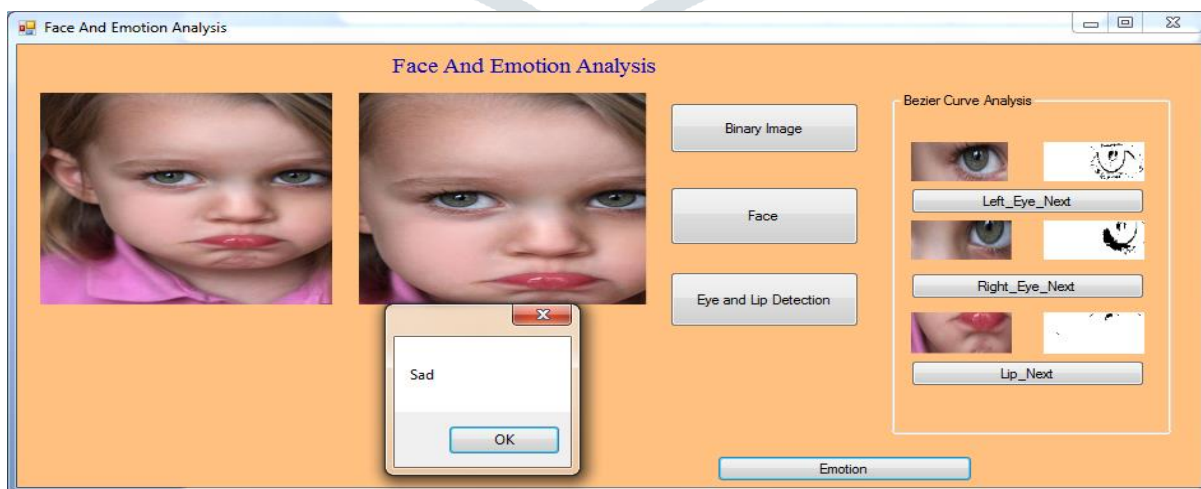 Face And Emotion Analysis
Face And Emotion Analysis
Binary Image
Face
Eye and Lip Detection
Bezier Curve Analysis
Left_Eye_Next
Right_Eye_Next
Lip_Next
Sad
OK
Emotion